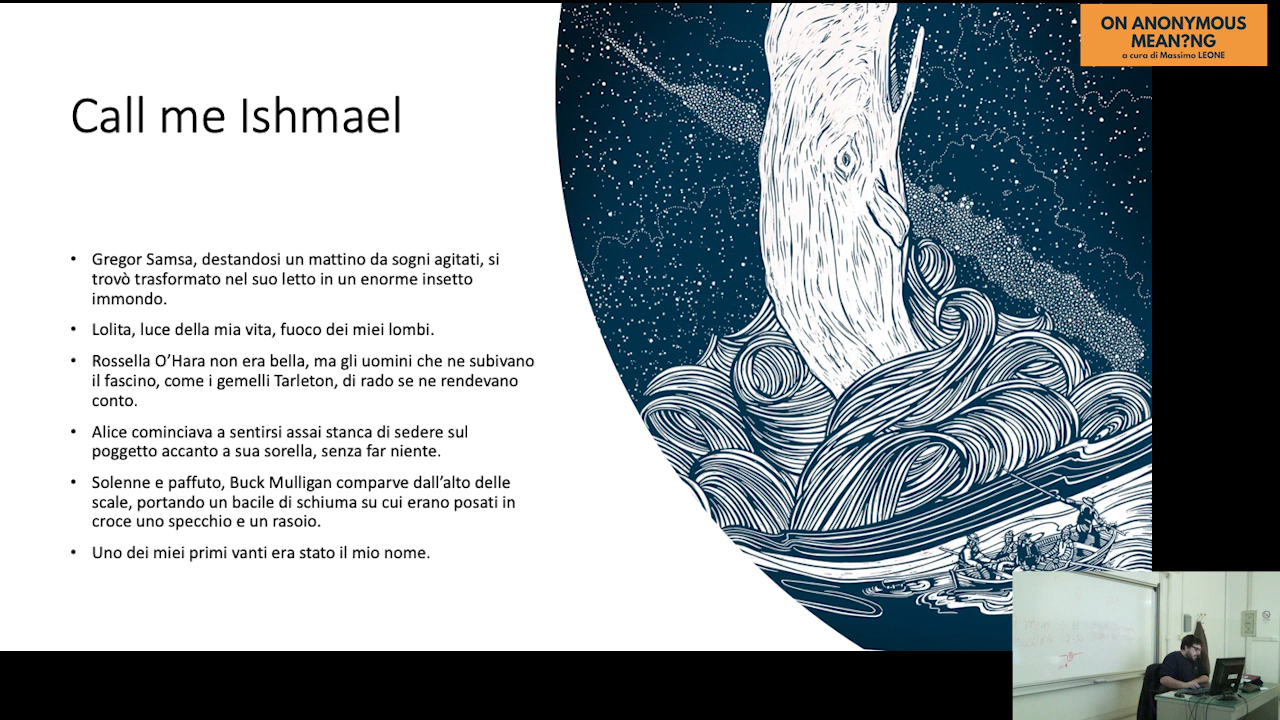 ON ANONYMOUS
MEAN?NG
a cura di Massimo LEONE
Call me Ishmael
• Gregor Samsa, destandosi un mattino da sogni agitati, si
trovò trasformato nel suo letto in un enorme insetto
immondo.
• Lolita, luce della mia vita, fuoco dei miei lombi.
• Rossella O’Hara non era bella, ma gli uomini che ne subivano
il fascino, come i gemelli Tarleton, di rado se ne rendevano
conto.
• Alice cominciava a sentirsi assai stanca di sedere sul
poggetto accanto a sua sorella, senza far niente.
• Solenne e paffuto, Buck Mulligan comparve dall’alto delle
scale, portando un bacile di schiuma su cui erano posati in
croce uno specchio e un rasoio.
• Uno dei miei primi vanti era stato il mio nome.